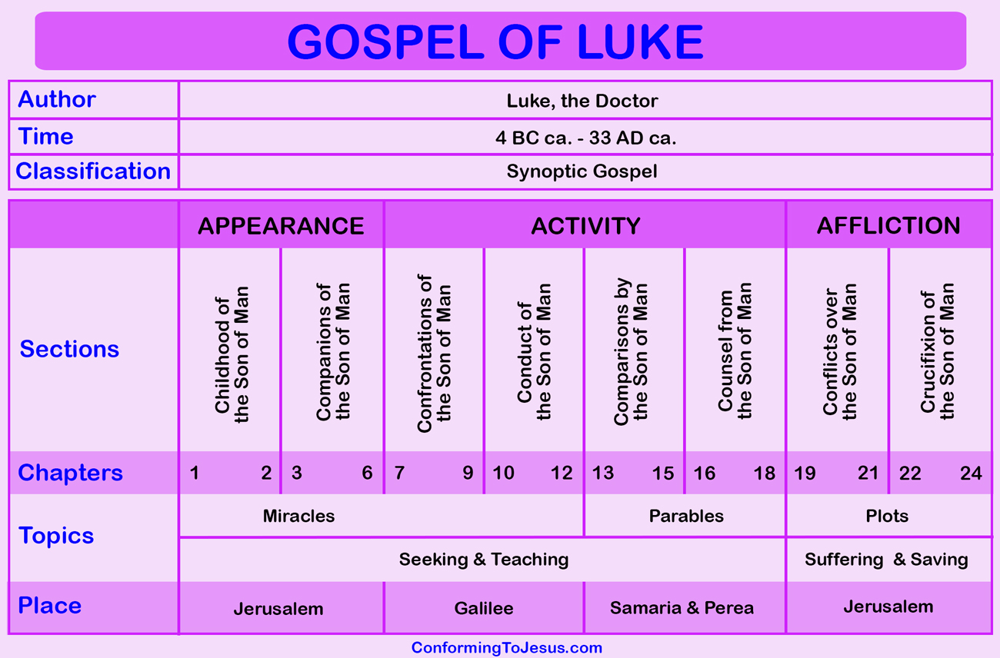 GOSPEL OF LUKE
Author
Luke, the Doctor
Time
4 BC ca. - 33 AD ca.
Classification
Synoptic Gospel
APPEARANCE
ACTIVITY
AFFLICTION
Sections
Childhood of
the Son of Man
Companions of
the Son of Man
Confrontations of
the Son of Man
Conduct of
the Son of Man
Comparisons by
the Son of Man
Counsel from
the Son of Man
Conflicts over
the Son of Man
Crucifixion of
the Son of Man
Chapters
1 2 3 6 7 9 10 12 13 15 16 18 19 21 22 24
Topics
Miracles
Parables
Plots
Seeking & Teaching
Suffering & Saving
Place
Jerusalem
Galilee
Samaria & Perea
Jerusalem
ConformingToJesus.com